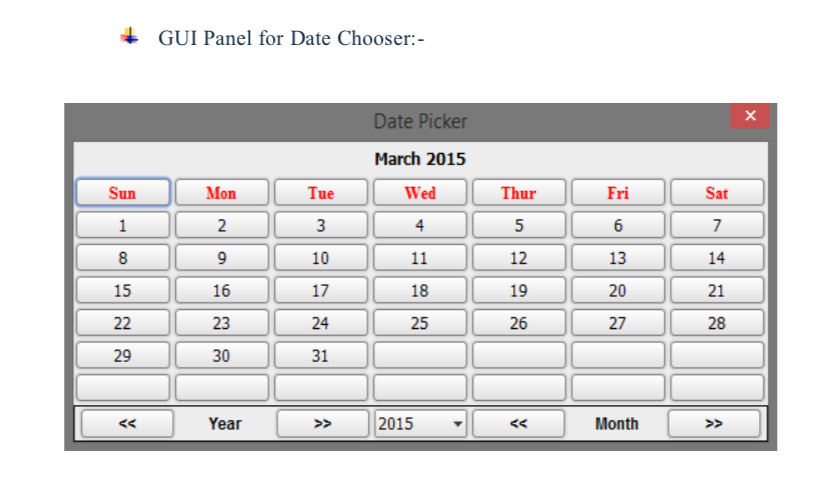 GUI Panel for Date Chooser:-
Date Picker
March 2015
Sun Mon Tue Wed Thur Fri Sat
1 2 3 4 5 6 7
8 9 10 11 12 13 14
15 16 17 18 19 20 21
22 23 24 25 26 27 28
29 30 31
<< Year >> 2015 << Month >>